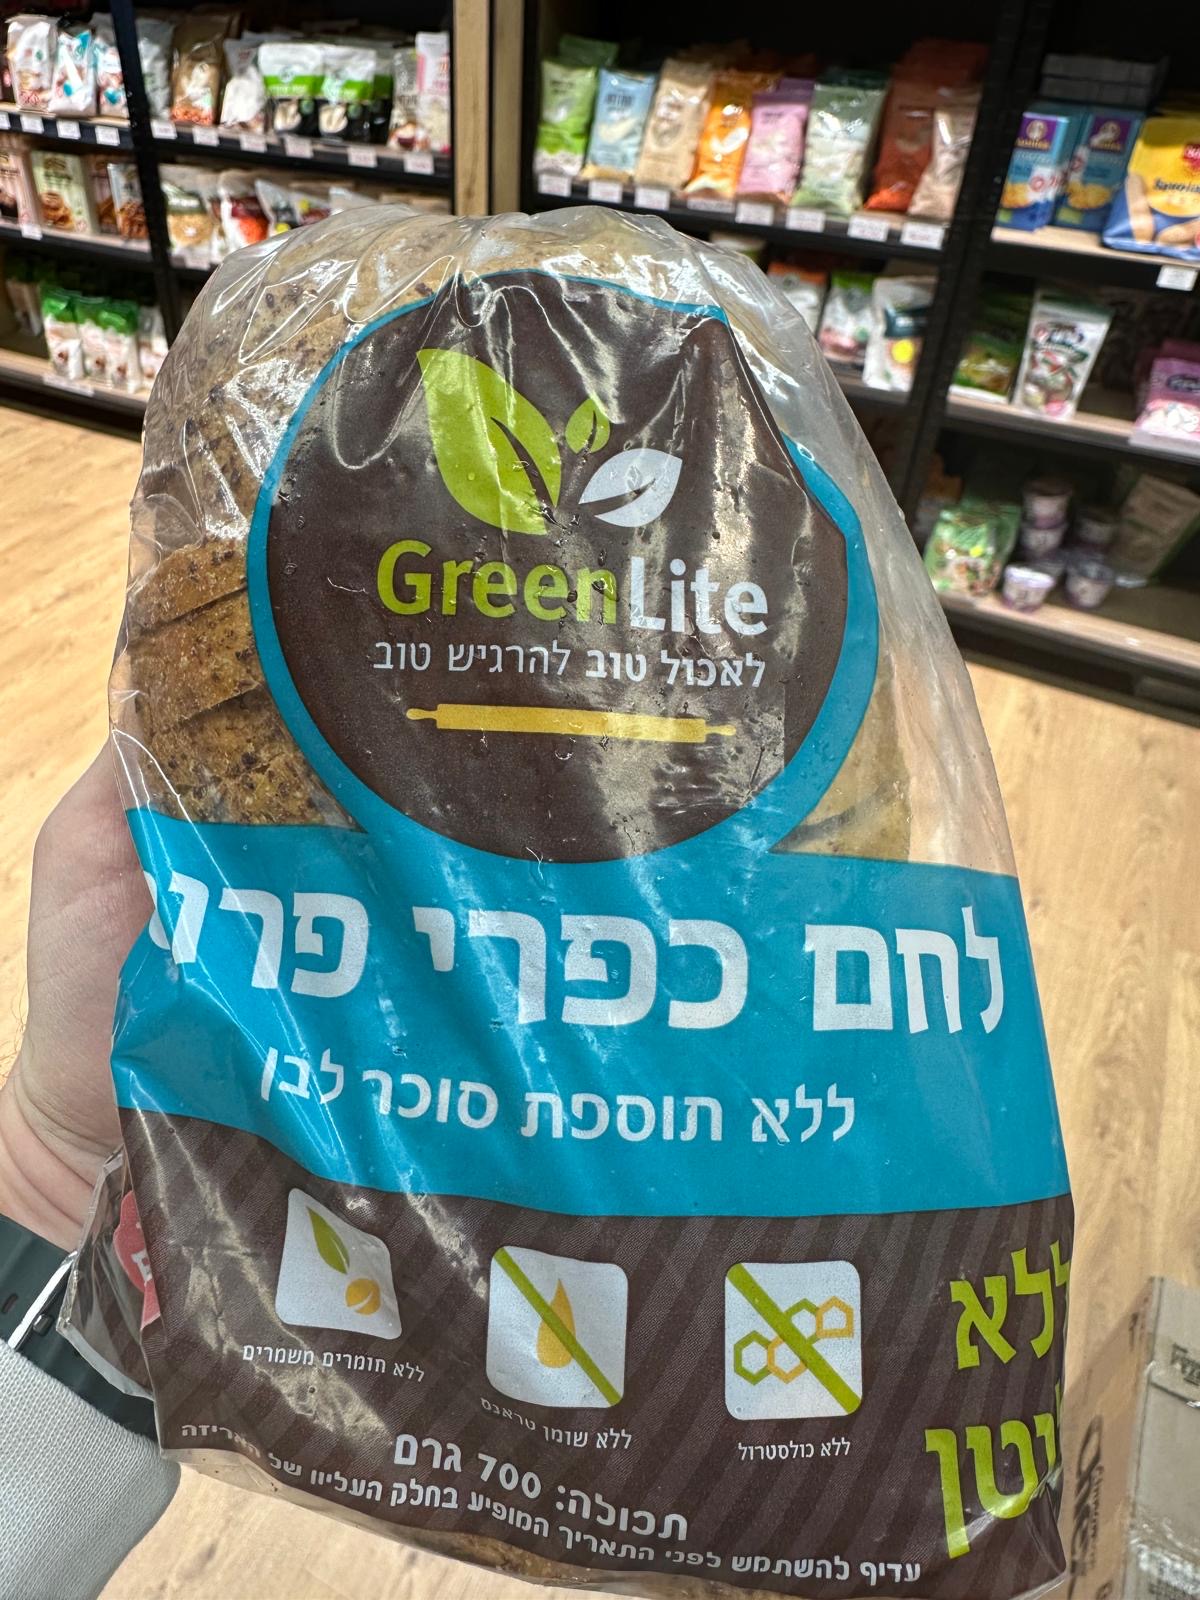 GreenLite
לאכול טוב להרגיש טוב
לחם כפרי
ללא תוספת סוכר לבן
ללא
ללא כולסטרול
ללא שומן טראנס
ללא חומרים משמרים
תכולה: 700 גרם
עדיף להשתמש לפני התאריך המופיע בחלק העליון של האריזה